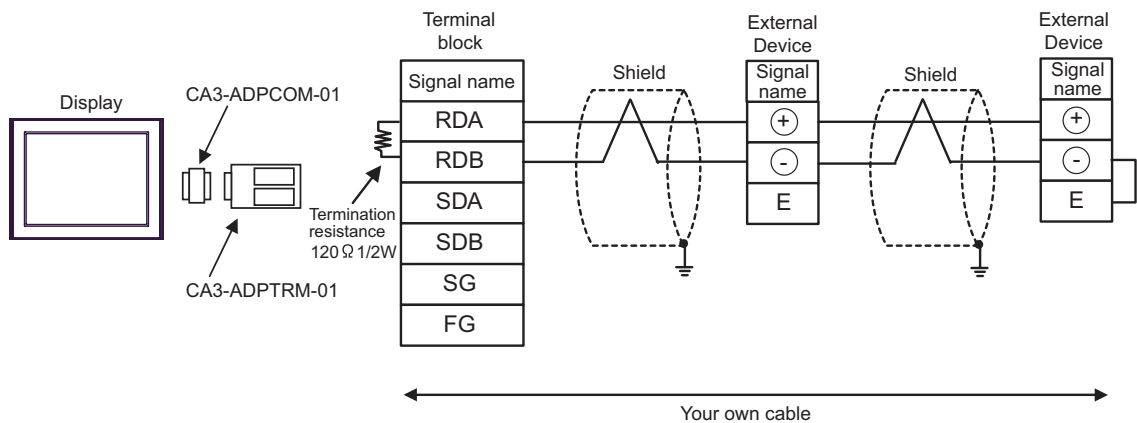 Display
CA3-ADPCOM-01
CA3-ADPTRM-01
Termination
resistance
120 Ω 1/2W
Terminal
block
Signal name
RDA
RDB
SDA
SDB
SG
FG
Shield
External
Device
Signal
name
+
-
E
Shield
External
Device
Signal
name
+
-
E
Your own cable